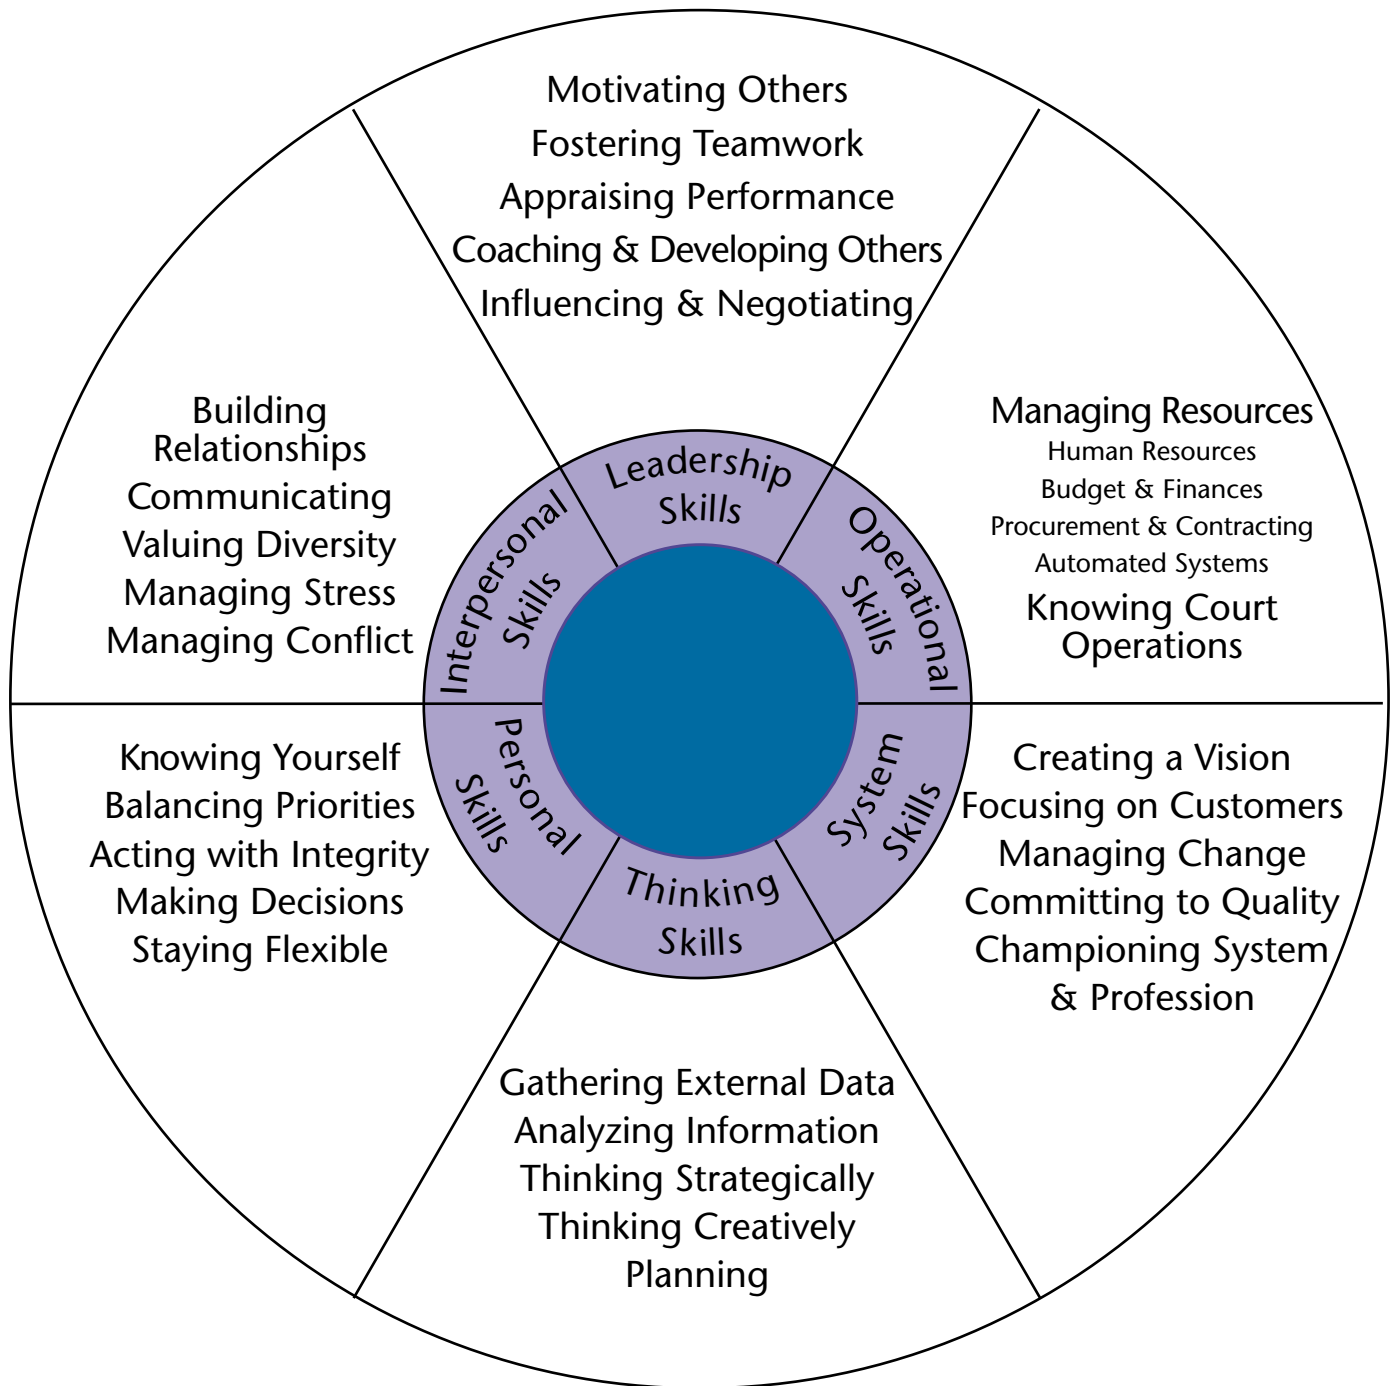 Motivating Others
Fostering Teamwork
Appraising Performance
Coaching & Developing Others
Influencing & Negotiating
Building
Relationships
Communicating
Valuing Diversity
Managing Stress
Managing Conflict
Managing Resources
Human Resources
Budget & Finances
Procurement & Contracting
Automated Systems
Knowing Court
Operations
Leadership
Skills
Interpersonal
Skills
Operational
Skills
Personal
Skills
System
Skills
Thinking
Skills
Knowing Yourself
Balancing Priorities
Acting with Integrity
Making Decisions
Staying Flexible
Creating a Vision
Focusing on Customers
Managing Change
Committing to Quality
Championing System
& Profession
Gathering External Data
Analyzing Information
Thinking Strategically
Thinking Creatively
Planning